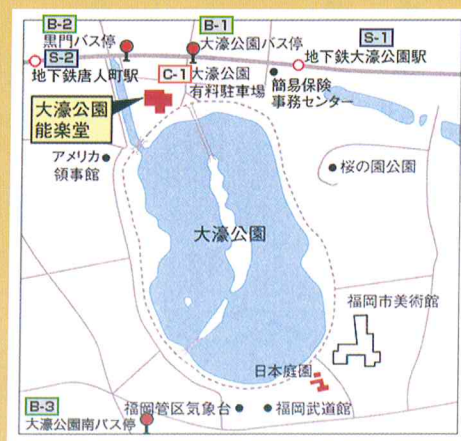 B-2
黒門バス停
S-2
地下鉄唐人町駅
B-1
大濠公園バス停
S-1
地下鉄大濠公園駅
C-1
大濠公園
有料駐車場
簡易保険
事務センター
大濠公園
能楽堂
アメリカ
領事館
桜の園公園
大濠公園
福岡市美術館
日本庭園
B-3
大濠公園南バス停
福岡管区気象台
福岡武道館